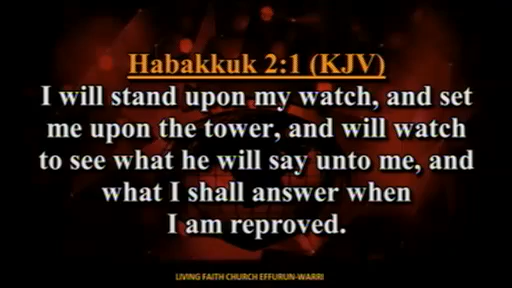 Habakkuk 2:1 (KJV)
I will stand upon my watch, and set
me upon the tower, and will watch
to see what he will say unto me, and
what I shall answer when
I am reproved.
LIVING FAITH CHURCH EFFURUN-WARRI